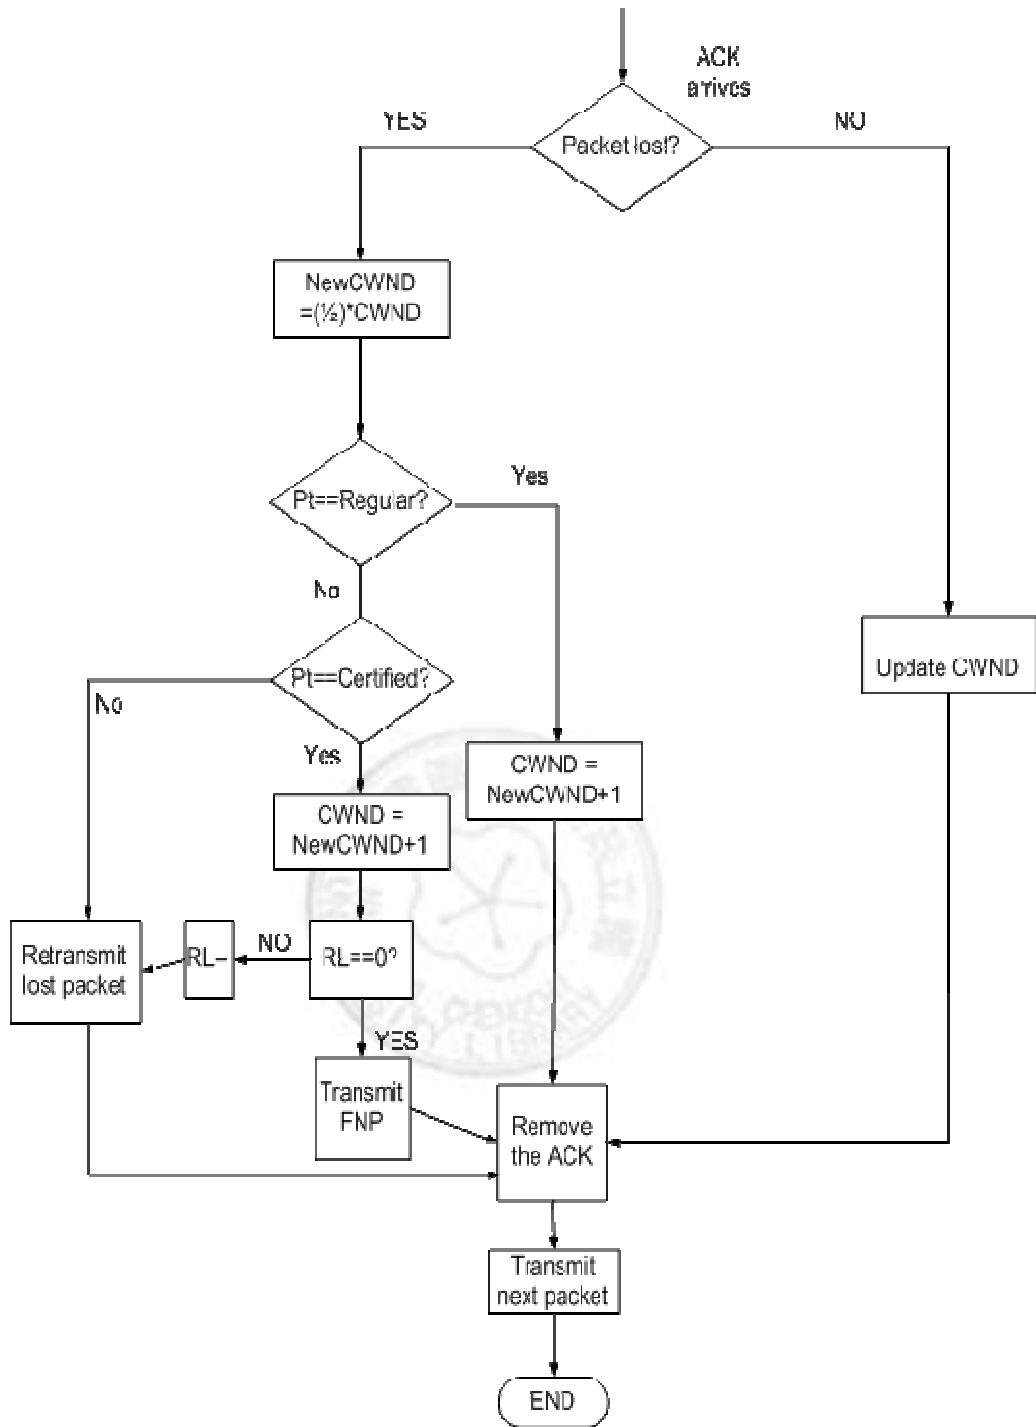 ACK
arrives
YES
NO
Packet lost?
NewCWND
=(½)*CWND
Yes
Pt==Regular?
No
Pt==Certified?
Update CWND
No
Yes
CWND =
NewCWND+1
CWND =
NewCWND+1
Retransmit
lost packet
RL--
NO
RL==0?
YES
Transmit
FNP
Remove
the ACK
Transmit
next packet
END